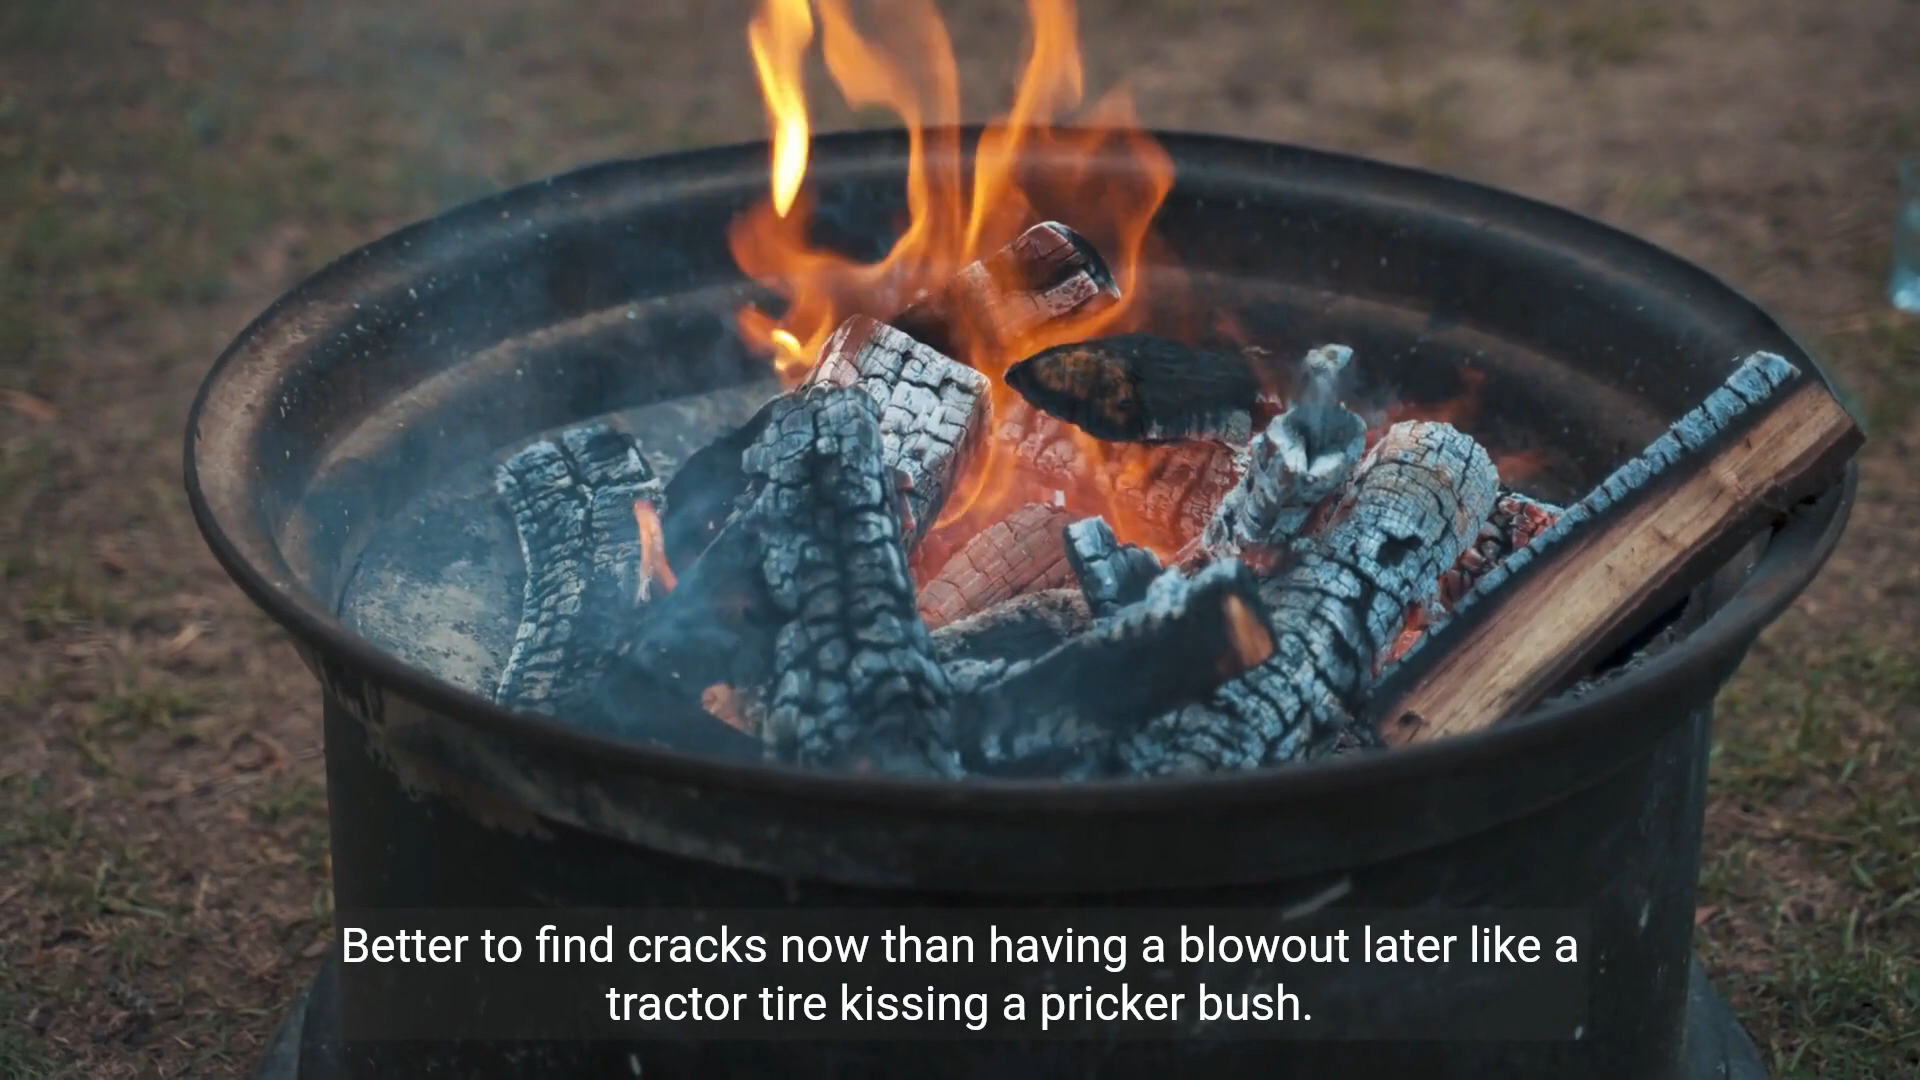 Better to find cracks now than having a blowout later like a
tractor tire kissing a pricker bush.